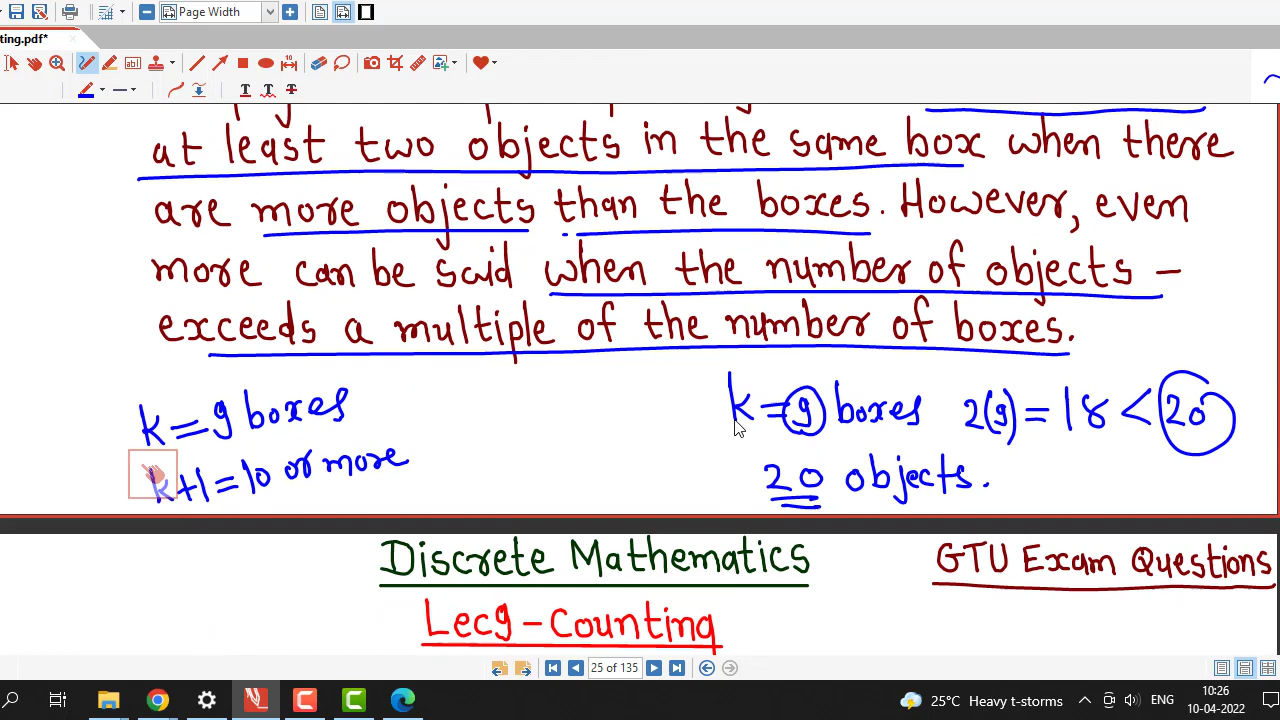 Page Width
ting.pdf*
at least two objects in the same box when there
are more objects than the boxes. However, even
more can be said when the number of objects -
exceeds a multiple of the number of boxes.
k = 9 boxes
k+1 = 10 or more
k = 9 boxes 2(9) = 18 < 20
20 objects.
Discrete Mathematics
GTU Exam Questions
Lec9 - Counting
25 of 135
25°C Heavy t-storms
ENG
10:26
10-04-2022